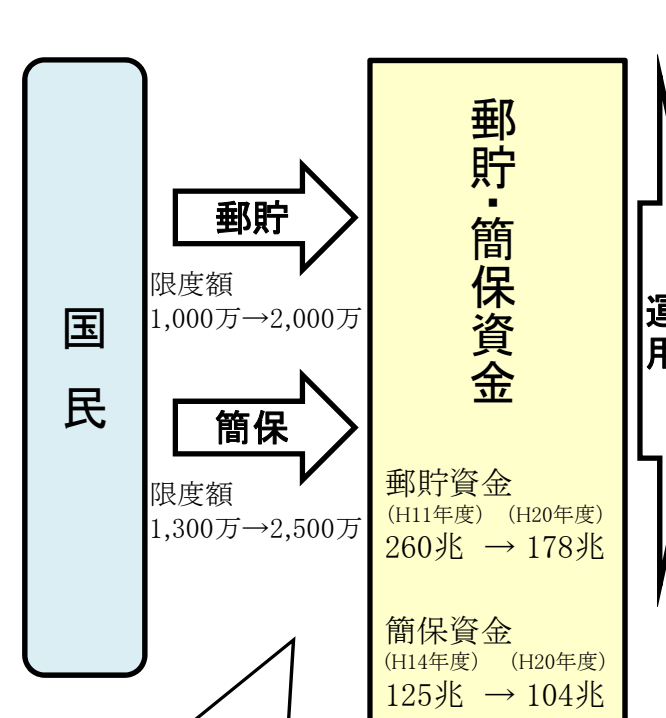 国民
郵貯
限度額
1,000万→2,000万
簡保
限度額
1,300万→2,500万
郵貯・簡保資金
郵貯資金
(H11年度) (H20年度)
260兆 → 178兆
簡保資金
(H14年度) (H20年度)
125兆 → 104兆
運用